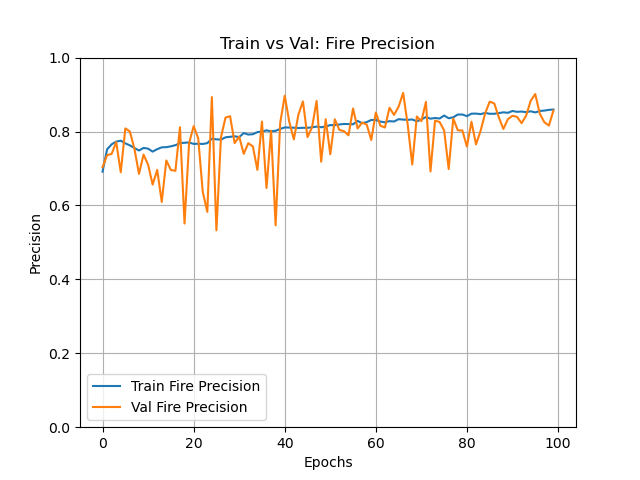 Train vs Val: Fire Precision
1.0
0.8
0.6
0.4
0.2
0.0
Precision
Train Fire Precision
Val Fire Precision
0 20 40 60 80 100
Epochs